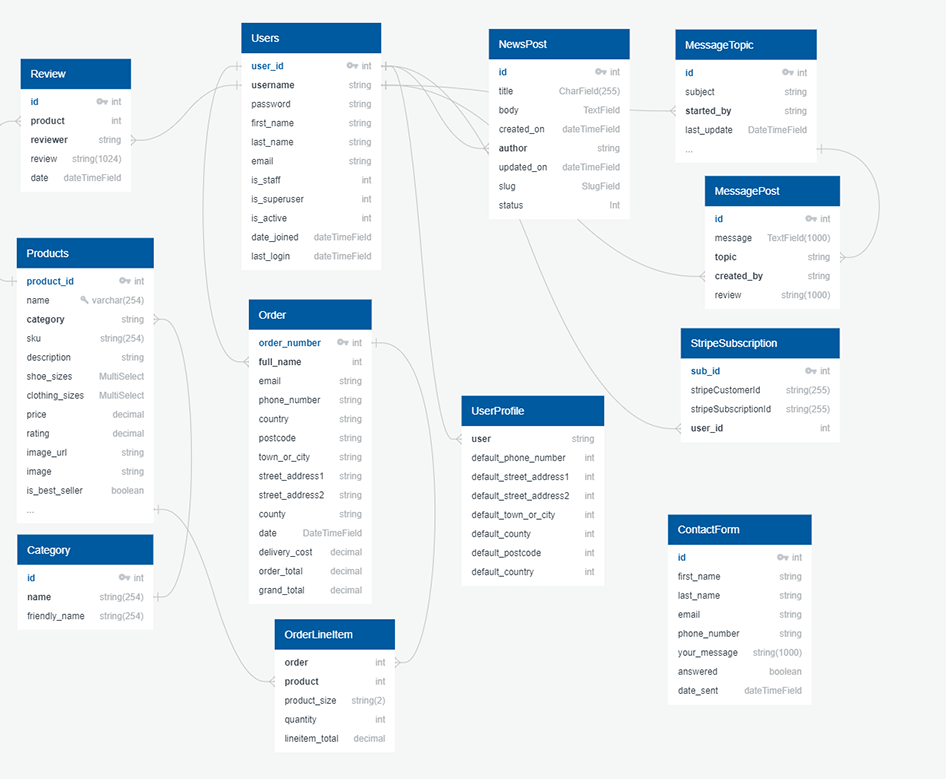 Review
id int
product int
reviewer string
review string(1024)
date dateTimeField
Products
product_id int
name varchar(254)
category string
sku string(254)
description string
shoe_sizes MultiSelect
clothing_sizes MultiSelect
price decimal
rating decimal
image_url string
image string
is_best_seller boolean
...
Category
id int
name string(254)
friendly_name string(254)
Users
user_id int
username string
password string
first_name string
last_name string
email string
is_staff int
is_superuser int
is_active int
date_joined dateTimeField
last_login dateTimeField
Order
order_number int
full_name int
email string
phone_number string
country string
postcode string
town_or_city string
street_address1 string
street_address2 string
county string
date DateTimeField
delivery_cost decimal
order_total decimal
grand_total decimal
OrderLineItem
order int
product int
product_size string(2)
quantity int
lineitem_total decimal
NewsPost
id int
title CharField(255)
body TextField
created_on dateTimeField
author string
updated_on dateTimeField
slug SlugField
status Int
UserProfile
user string
default_phone_number int
default_street_address1 int
default_street_address2 int
default_town_or_city int
default_county int
default_postcode int
default_country int
MessageTopic
id int
subject string
started_by string
last_update DateTimeField
...
MessagePost
id int
message TextField(1000)
topic string
created_by string
review string(1000)
StripeSubscription
sub_id int
stripeCustomerId string(255)
stripeSubscriptionId string(255)
user_id int
ContactForm
id int
first_name string
last_name string
email string
phone_number string
your_message string(1000)
answered boolean
date_sent dateTimeField